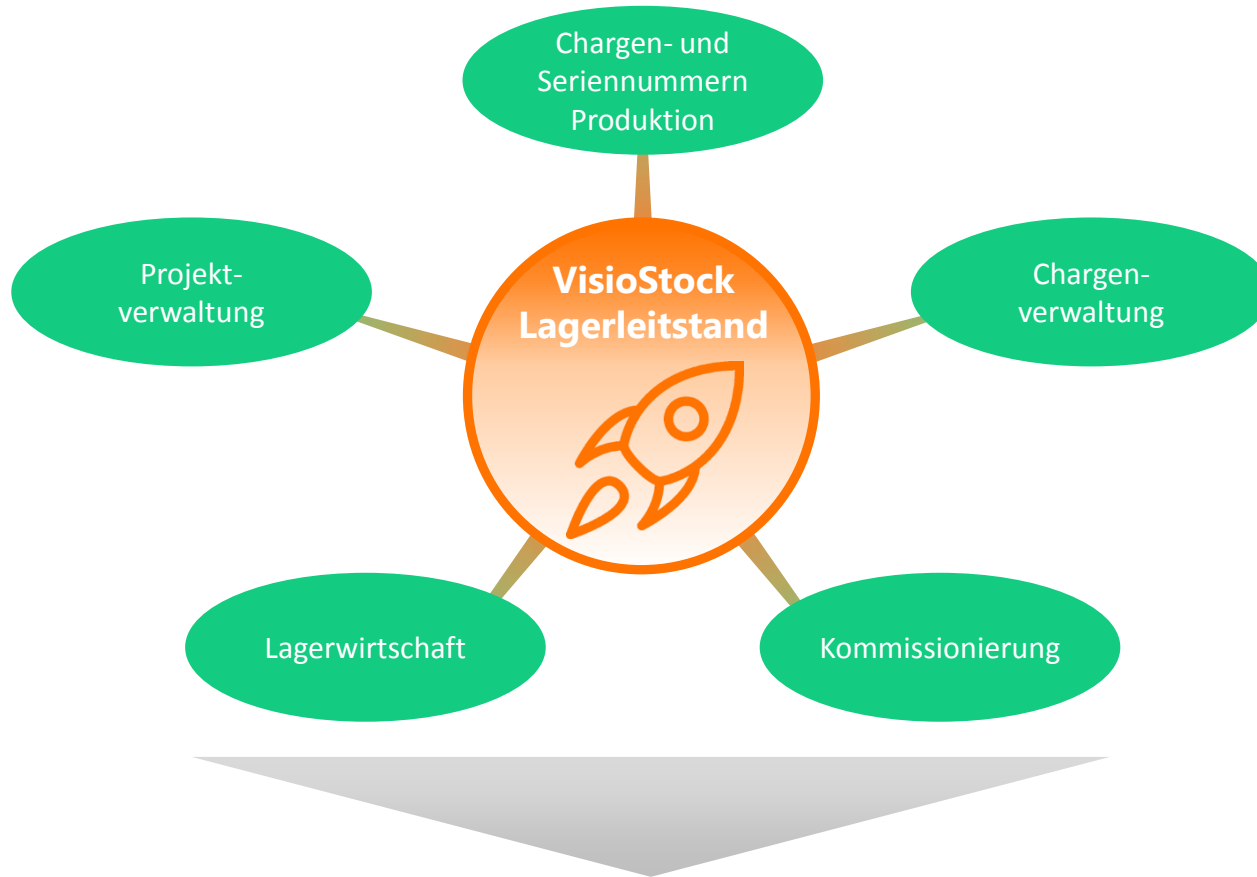 Chargen- und
Seriennummern
Produktion
Projekt-
verwaltung
VisioStock
Lagerleitstand
Chargen-
verwaltung
Lagerwirtschaft
Kommissionierung